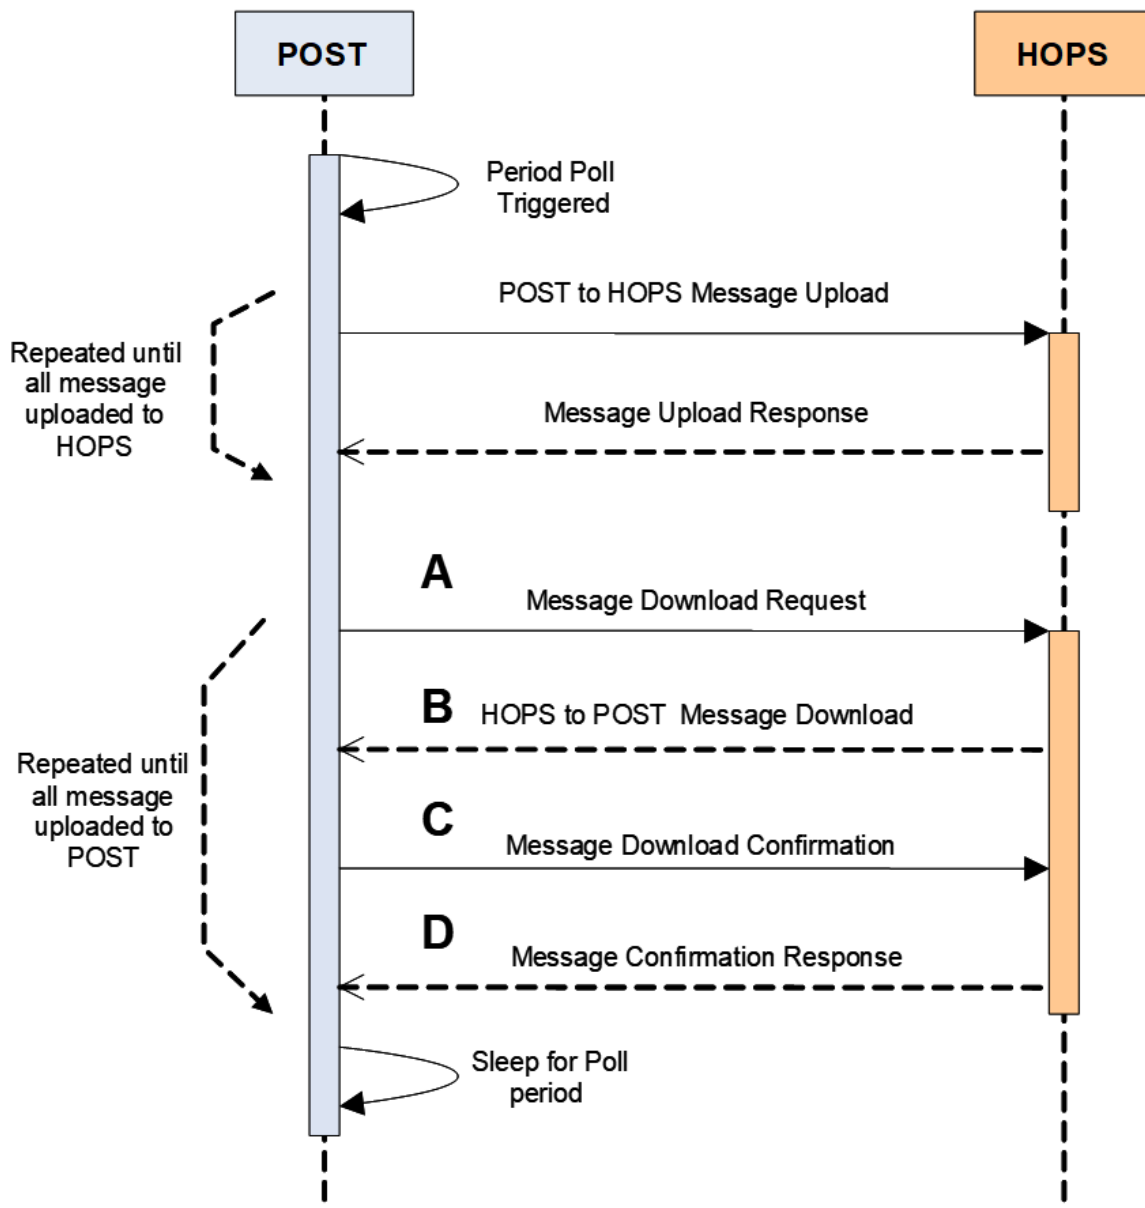 POST
HOPS
Period Poll
Triggered
POST to HOPS Message Upload
Repeated until
all message
uploaded to
HOPS
Message Upload Response
A
Message Download Request
B
HOPS to POST Message Download
Repeated until
all message
uploaded to
POST
C
Message Download Confirmation
D
Message Confirmation Response
Sleep for Poll
period